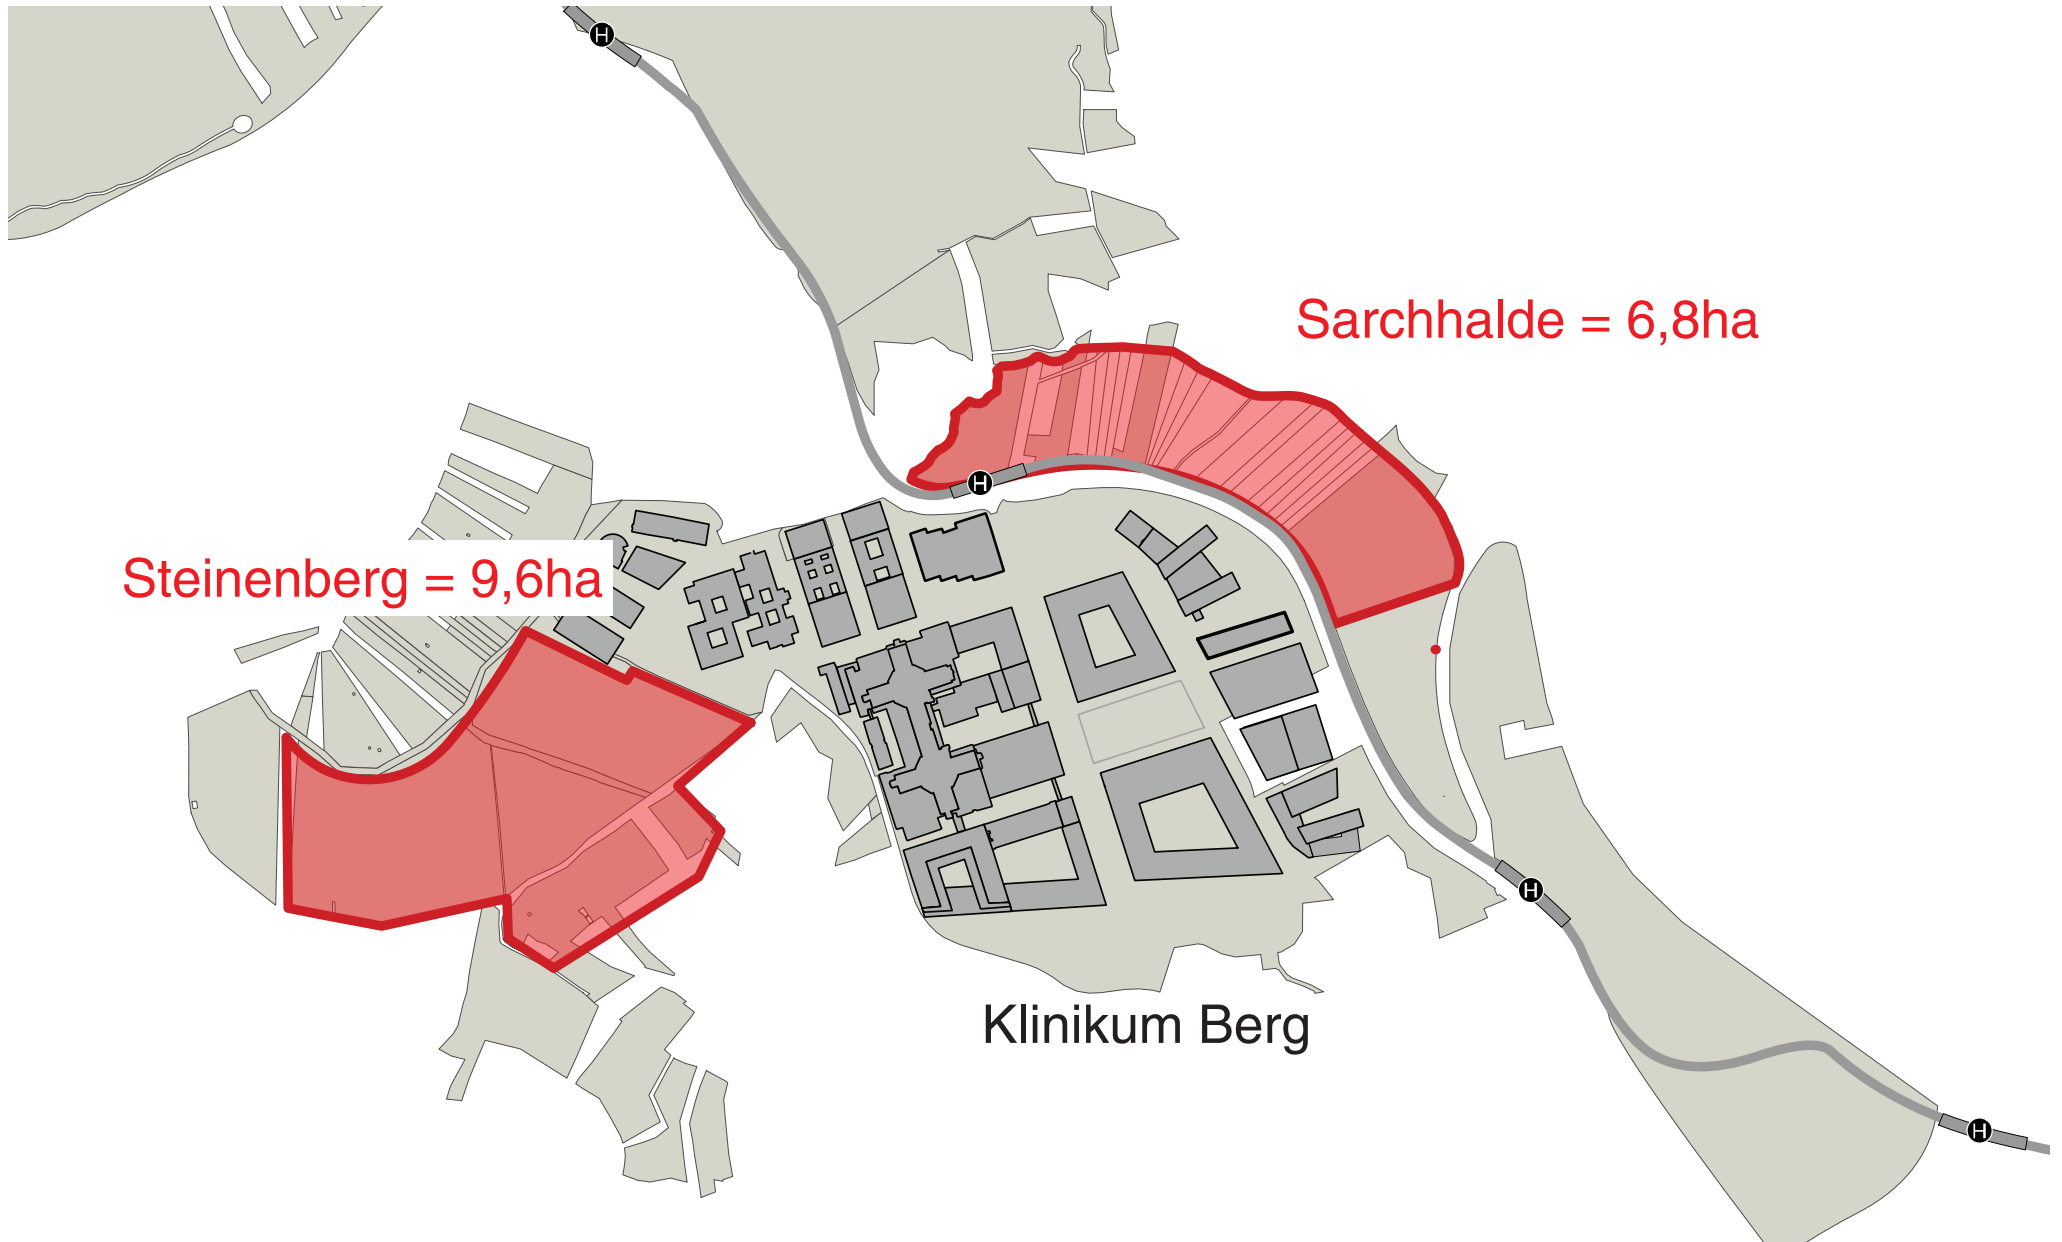 H
Sarchhalde = 6,8ha
H
Steinenberg = 9,6ha
H
Klinikum Berg
H